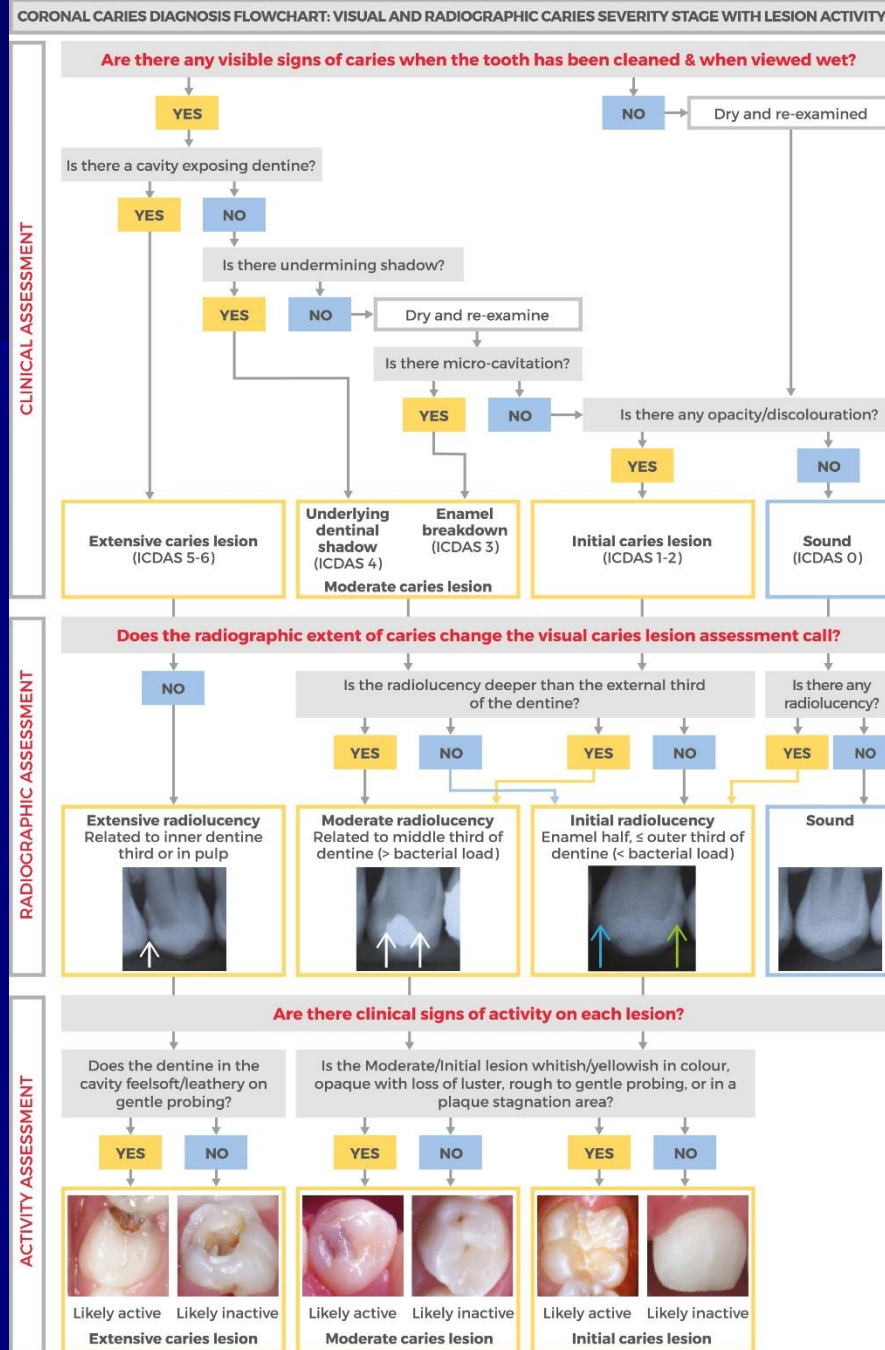 CORONAL CARIES DIAGNOSIS FLOWCHART: VISUAL AND RADIOGRAPHIC CARIES SEVERITY STAGE WITH LESION ACTIVITY
CLINICAL ASSESSMENT
Are there any visible signs of caries when the tooth has been cleaned & when viewed wet?
YES
NO
Dry and re-examined
Is there a cavity exposing dentine?
YES
NO
Is there undermining shadow?
YES
NO
Dry and re-examine
Is there micro-cavitation?
YES
NO
Is there any opacity/discolouration?
YES
NO
Extensive caries lesion
(ICDAS 5-6)
Underlying
dentinal
shadow
(ICDAS 4)
Enamel
breakdown
(ICDAS 3)
Moderate caries lesion
Initial caries lesion
(ICDAS 1-2)
Sound
(ICDAS 0)
RADIOGRAPHIC ASSESSMENT
Does the radiographic extent of caries change the visual caries lesion assessment call?
NO
Is the radiolucency deeper than the external third
of the dentine?
Is there any
radiolucency?
YES
NO
YES
NO
YES
NO
Extensive radiolucency
Related to inner dentine
third or in pulp
Moderate radiolucency
Related to middle third of
dentine (> bacterial load)
Initial radiolucency
Enamel half, ≤ outer third of
dentine (< bacterial load)
Sound
ACTIVITY ASSESSMENT
Are there clinical signs of activity on each lesion?
Does the dentine in the
cavity feelsoft/leathery on
gentle probing?
Is the Moderate/Initial lesion whitish/yellowish in colour,
opaque with loss of luster, rough to gentle probing, or in a
plaque stagnation area?
YES
NO
YES
NO
YES
NO
Likely active
Likely inactive
Likely active
Likely inactive
Likely active
Likely inactive
Extensive caries lesion
Moderate caries lesion
Initial caries lesion